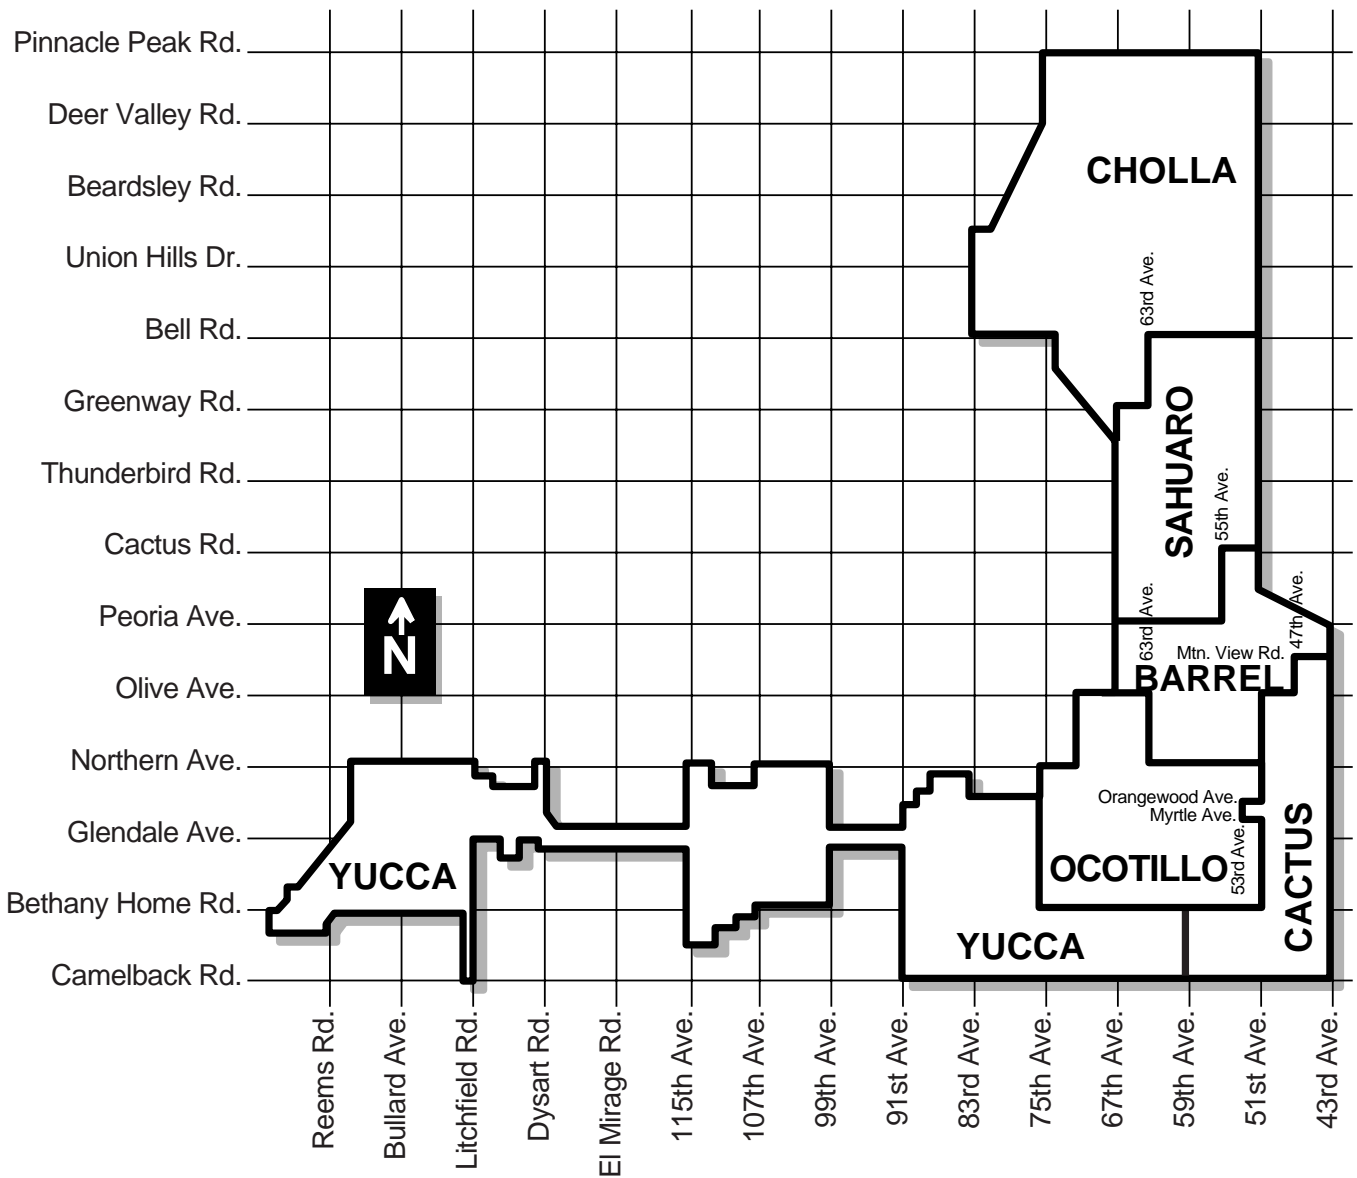 Pinnacle Peak Rd.
Deer Valley Rd.
CHOLLA
Beardsley Rd.
Union Hills Dr.
63rd Ave.
Bell Rd.
Greenway Rd.
SAHUARO
Thunderbird Rd.
55th Ave.
Cactus Rd.
Peoria Ave.
63rd Ave.
47th Ave.
N
Mtn. View Rd.
BARREL
Olive Ave.
Northern Ave.
Orangewood Ave.
Myrtle Ave.
Glendale Ave.
YUCCA
OCOTILLO
53rd Ave.
CACTUS
Bethany Home Rd.
YUCCA
Camelback Rd.
Reems Rd.
Bullard Ave.
Litchfield Rd.
Dysart Rd.
El Mirage Rd.
115th Ave.
107th Ave.
99th Ave.
91st Ave.
83rd Ave.
75th Ave.
67th Ave.
59th Ave.
51st Ave.
43rd Ave.